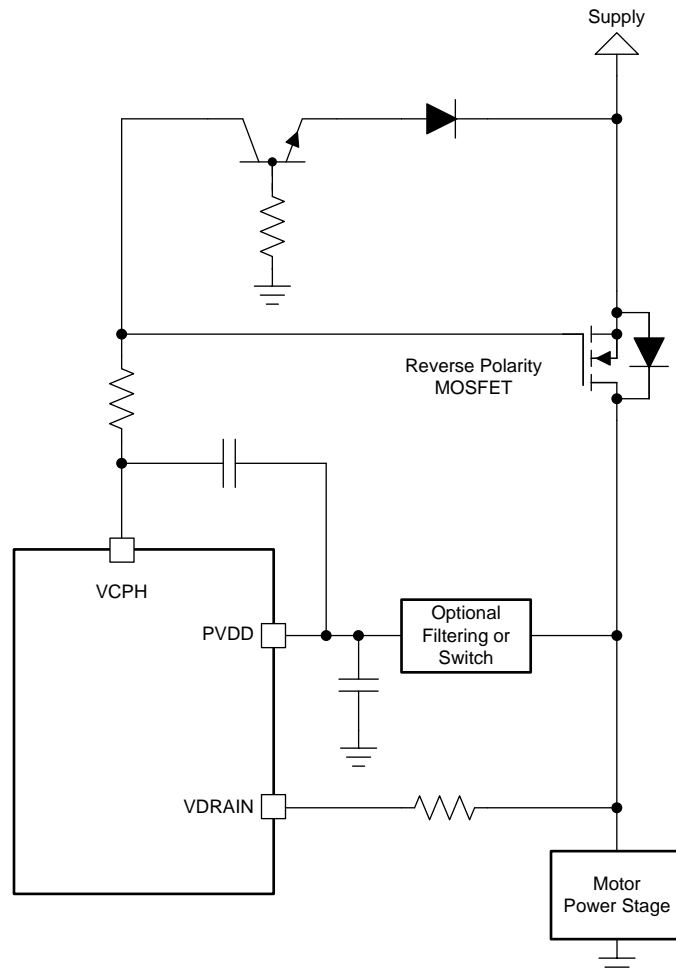 Supply
Reverse Polarity
MOSFET
VCPH
PVDD
Optional
Filtering or
Switch
VDRAIN
Motor
Power Stage